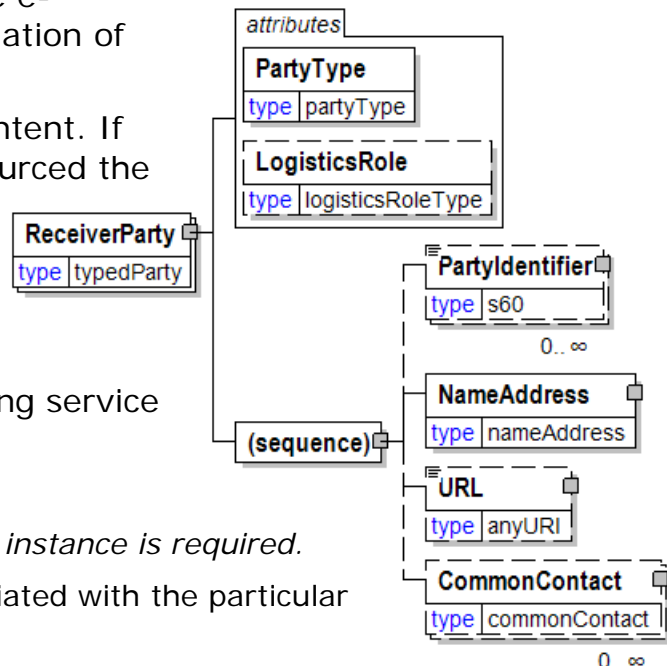 e-
ation of
ntent. If
urced the
ng service
instance is required.
iated with the particular
attributes
PartyType
type partyType
LogisticsRole
type logisticsRoleType
ReceiverParty
type typedParty
(sequence)
PartyIdentifier
type s60
0.. ∞
NameAddress
type nameAddress
URL
type anyURI
CommonContact
type commonContact
0.. ∞